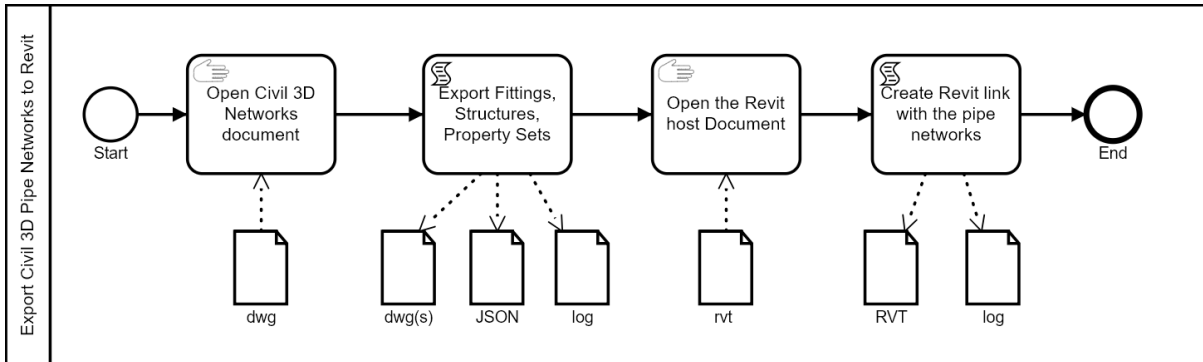 Export Civil 3D Pipe Networks to Revit
Start
Open Civil 3D
Networks
document
Export Fittings,
Structures,
Property Sets
Open the Revit
host Document
Create Revit link
with the pipe
networks
End
dwg
dwg(s)
JSON
log
rvt
RVT
log